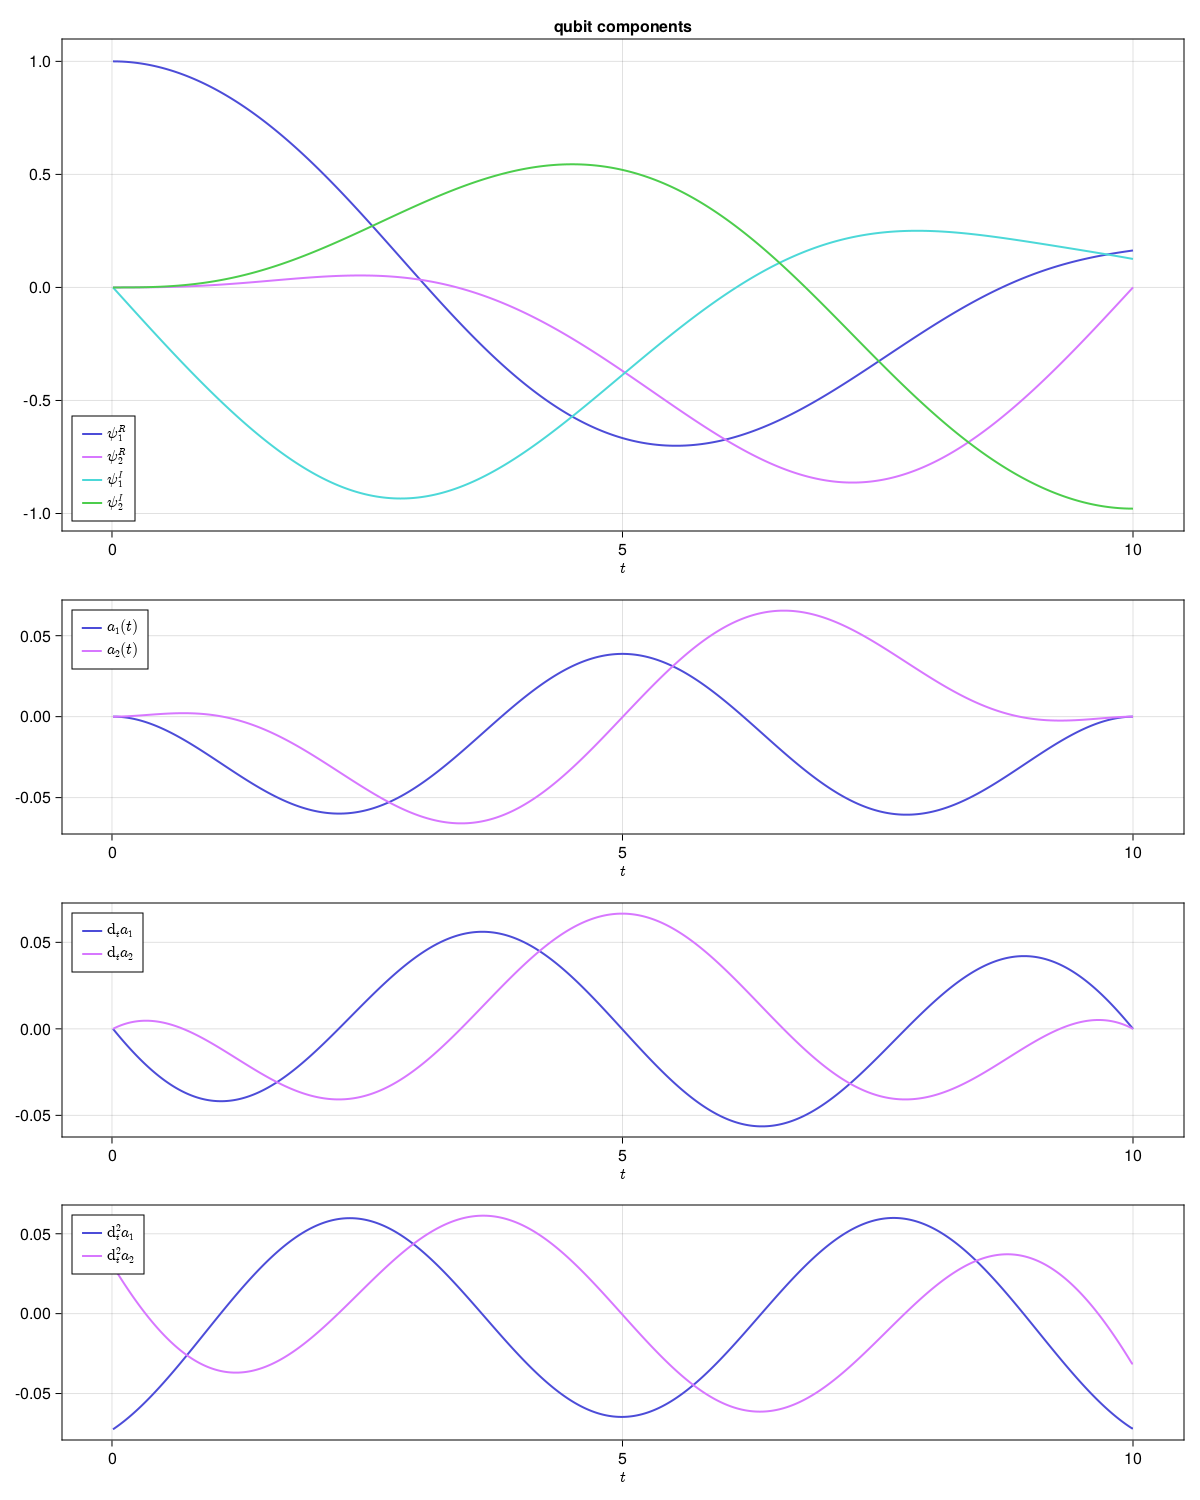 qubit components
1.0
0.5
0.0
-0.5
-1.0
ψ₁ᴿ
ψ₂ᴿ
ψ₁ᴵ
ψ₂ᴵ
0 5 10
t
0.05
0.00
-0.05
a₁(t)
a₂(t)
0 5 10
t
0.05
0.00
-0.05
dₜa₁
dₜa₂
0 5 10
t
0.05
0.00
-0.05
dₜ²a₁
dₜ²a₂
0 5 10
t